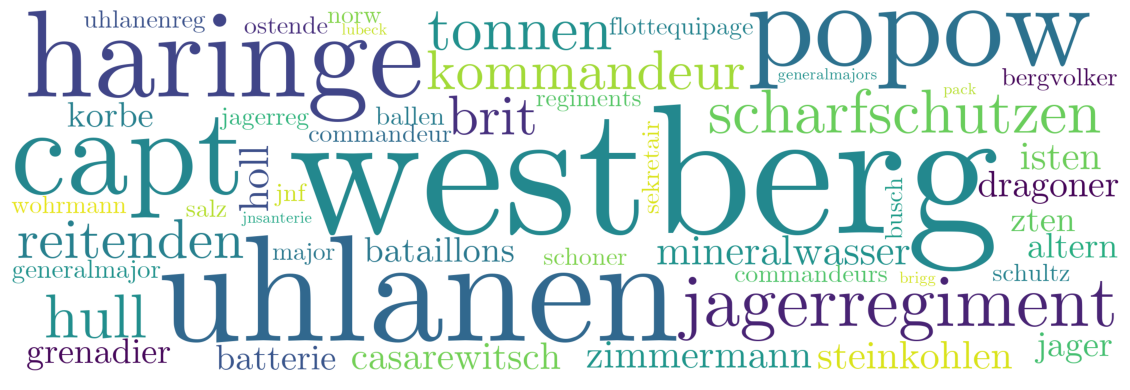 uhlanenreg ostende norw
lubeck
haringe tonnen flottequipage popow
kommandeur generalmajors bergvolker
korbe jagerreg ballen brit regiments pack
commandeur scharfschutzen
capt holl westberg sekretair isten
jnf dragoner
wohrmann salz jnsanterie busch zten
reitenden major bataillons mineralwasser altern
generalmajor schoner commandeurs brigg schultz
uhlanen jagerregiment
hull
grenadier batterie casarewitsch zimmermann steinkohlen jager